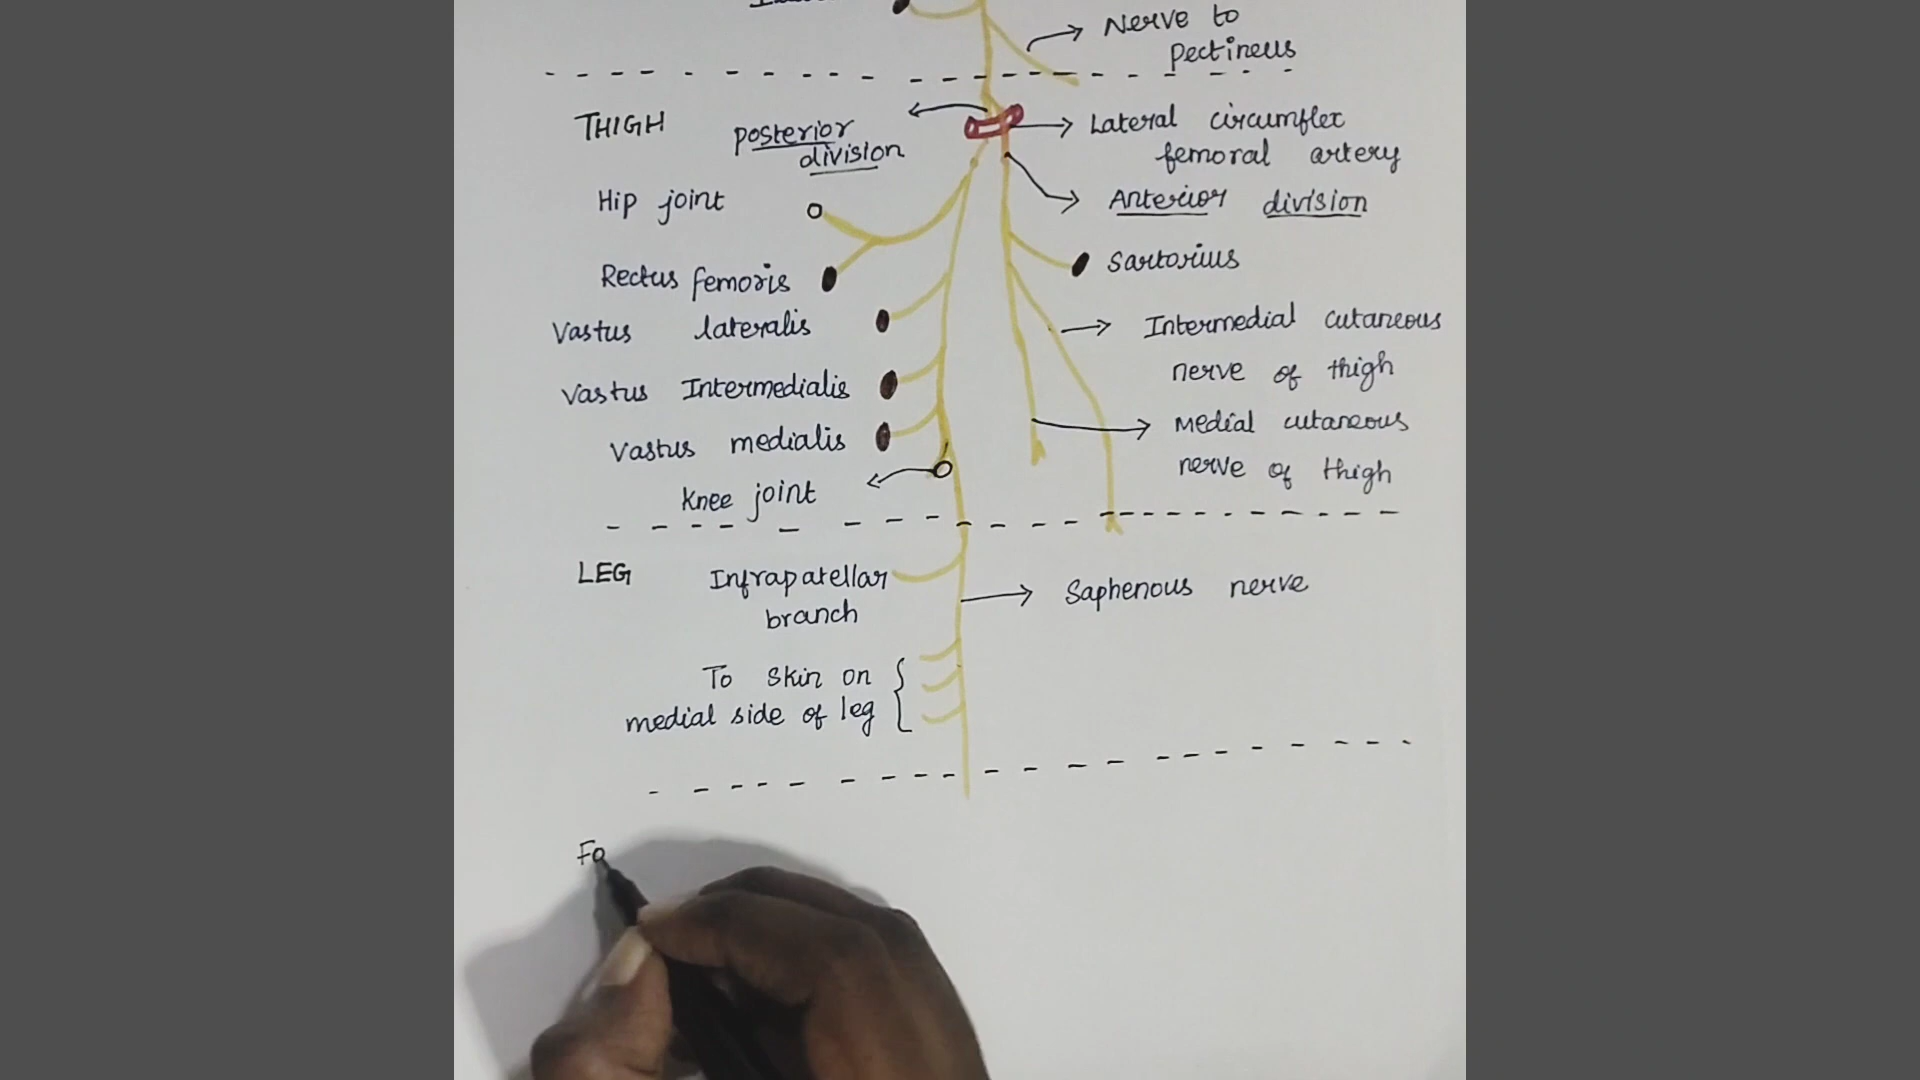 Nerve to
Pectineus
THIGH
posterior
division
Lateral circumflex
femoral artery
Hip joint
Anterior division
Rectus femoris
Sartorius
Vastus lateralis
Intermedial cutaneous
nerve of thigh
Vastus Intermedialis
Vastus medialis
Medial cutaneous
nerve of thigh
Knee joint
LEG
Infrapatellar
branch
Saphenous nerve
To skin on
medial side of leg
Fo